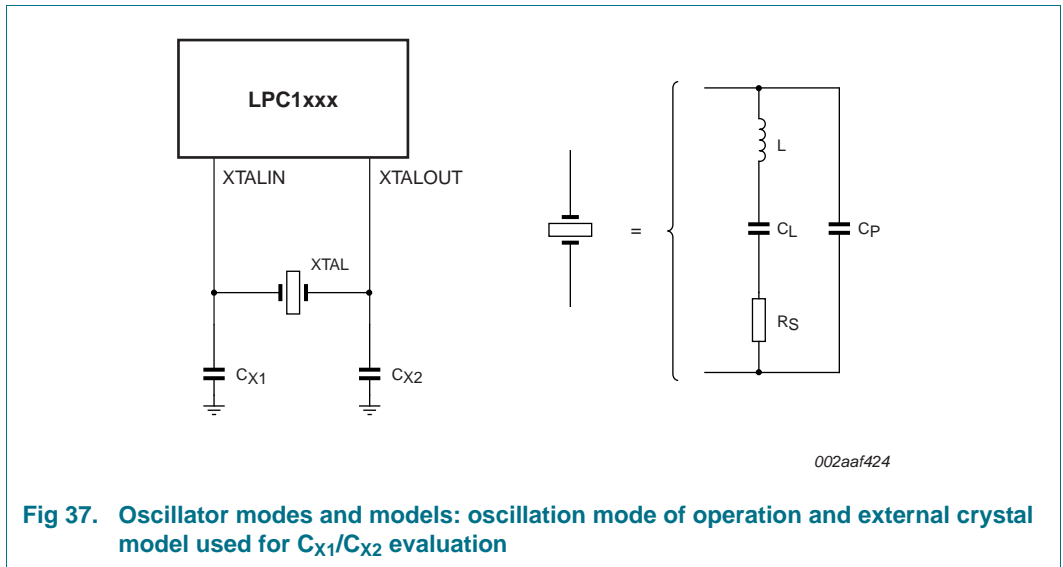 LPC1xxx
XTALIN
XTALOUT
XTAL
CX1
CX2
=
L
CL
CP
RS
002aaf424
Fig 37. Oscillator modes and models: oscillation mode of operation and external crystal
model used for CX1/CX2 evaluation